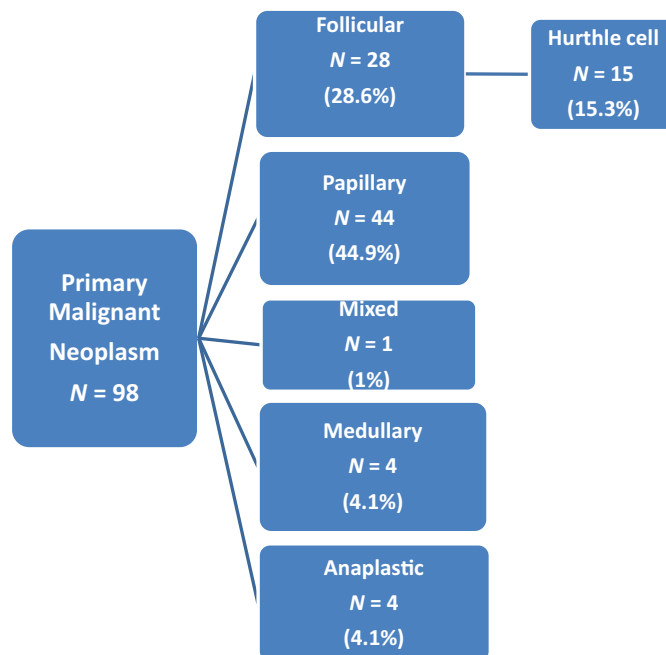 Primary
Malignant
Neoplasm
N = 98
Follicular
N = 28
(28.6%)
Hurthle cell
N = 15
(15.3%)
Papillary
N = 44
(44.9%)
Mixed
N = 1
(1%)
Medullary
N = 4
(4.1%)
Anaplastic
N = 4
(4.1%)